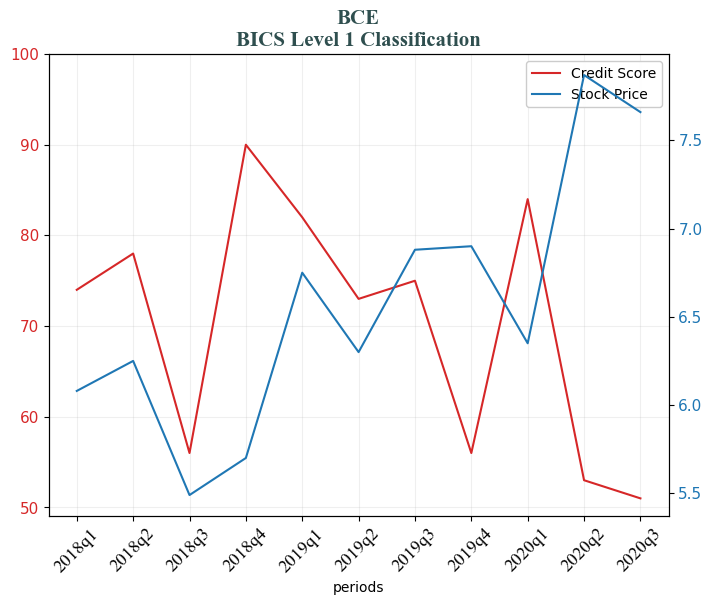 BCE
BICS Level 1 Classification
Credit Score
Stock Price
100
90
80
70
60
50
7.5
7.0
6.5
6.0
5.5
2018q1
2018q2
2018q3
2018q4
2019q1
2019q2
2019q3
2019q4
2020q1
2020q2
2020q3
periods